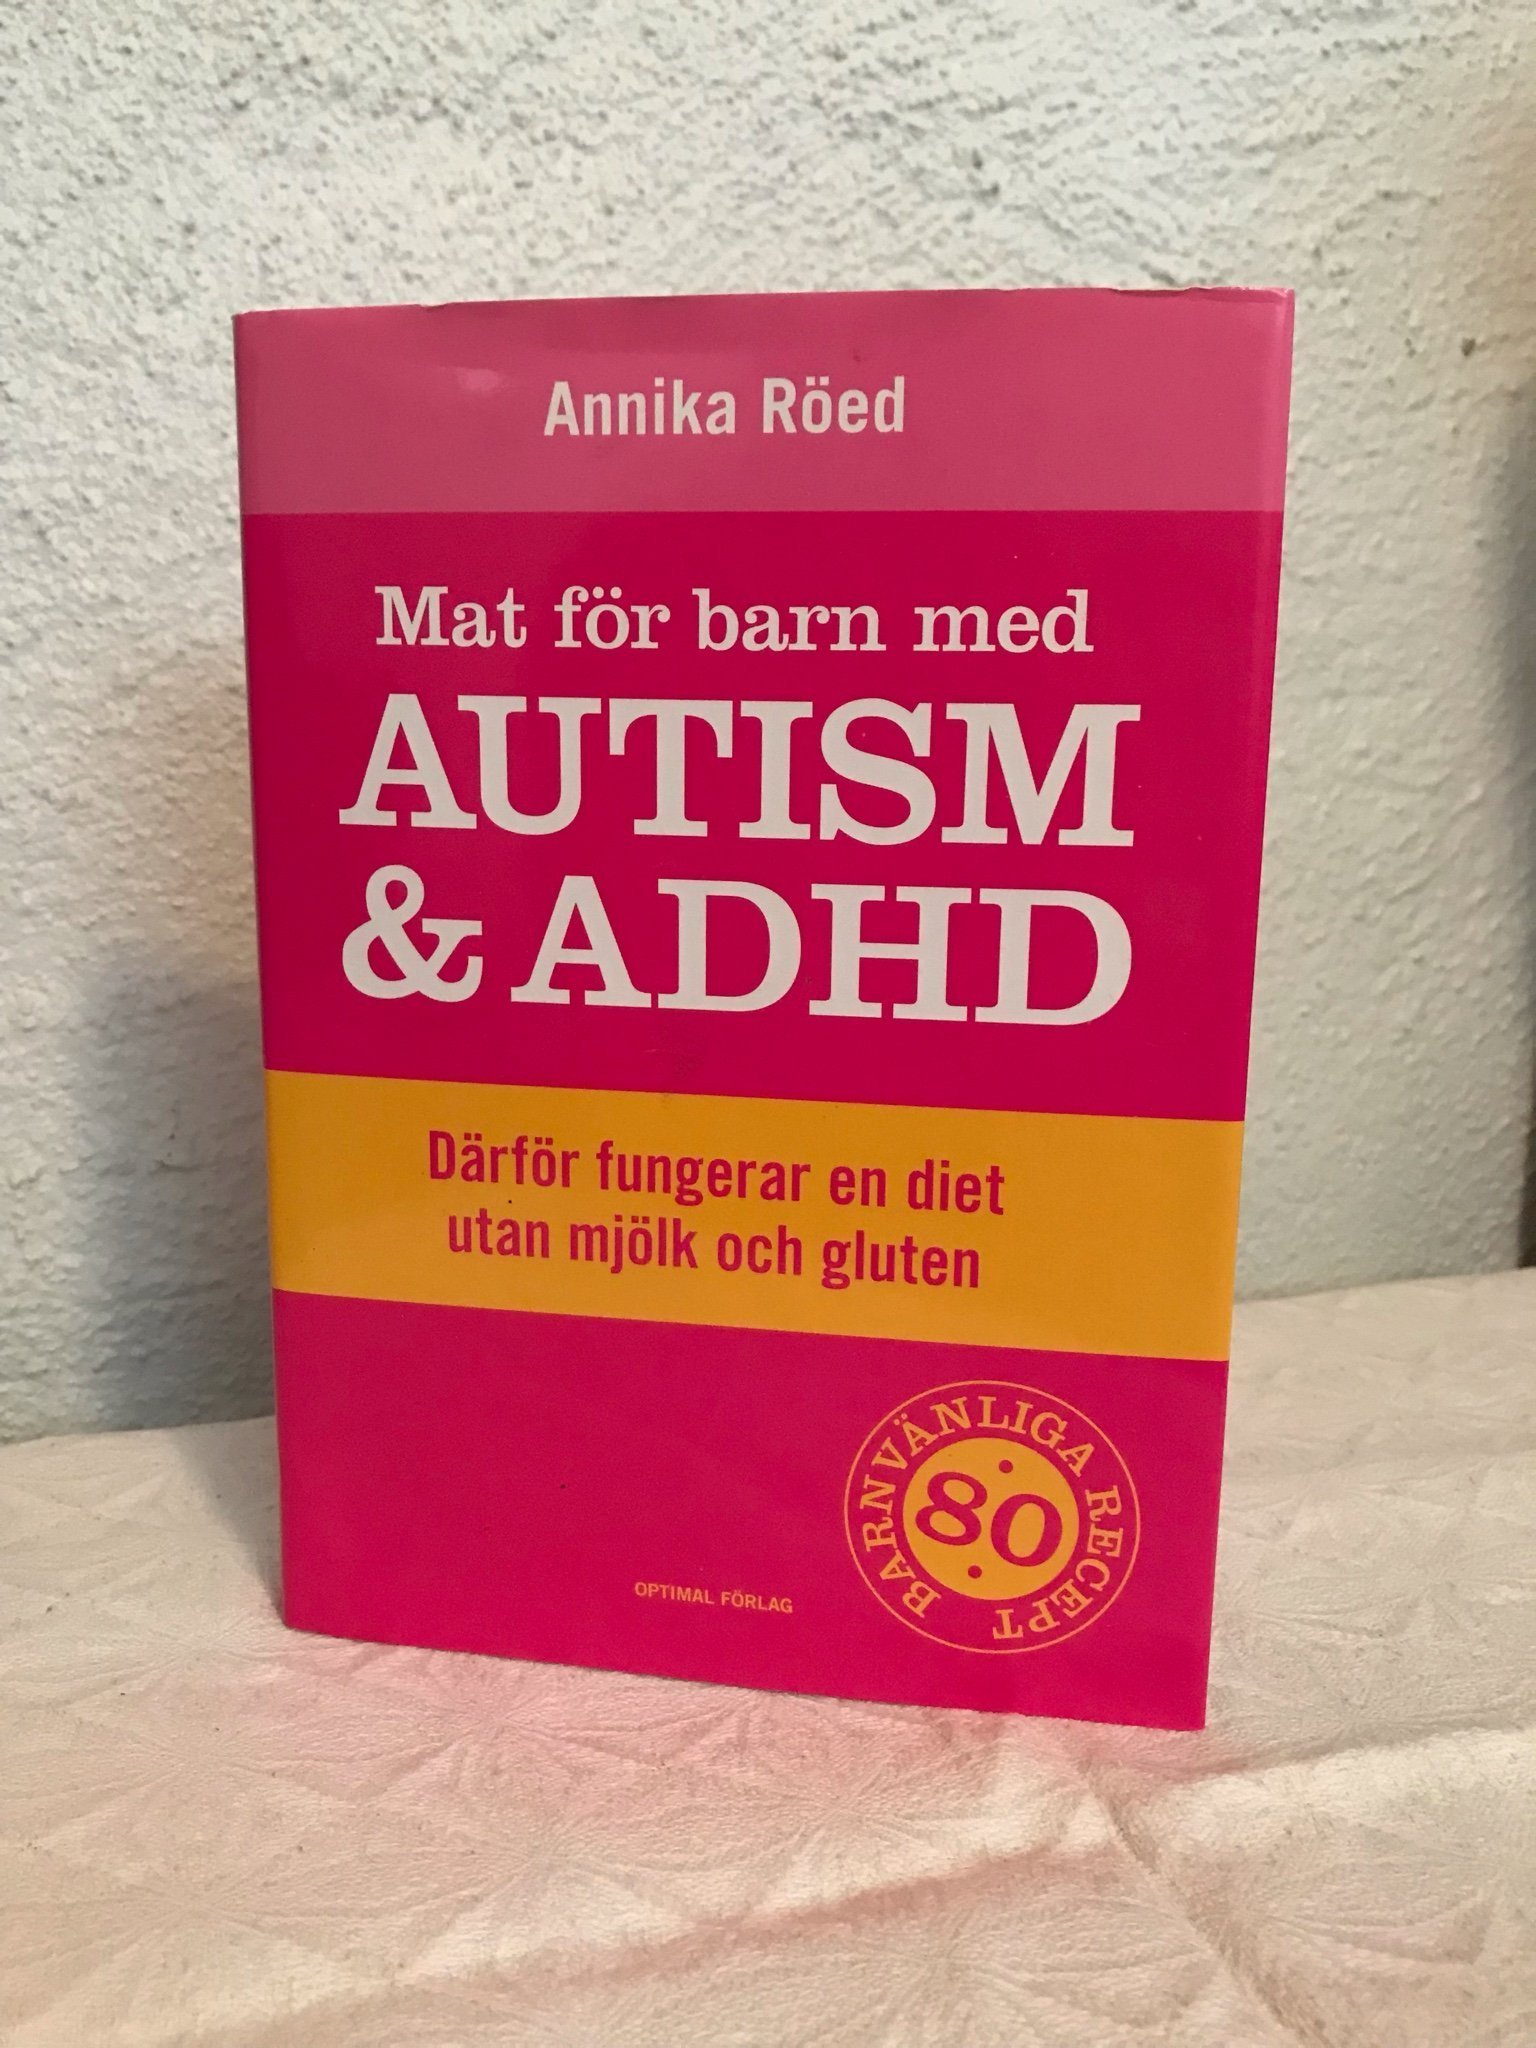 Annika Röed
Mat för barn med
AUTISM
& ADHD
Därför fungerar en diet
utan mjölk och gluten
BARNVÄNLIGA RECEPT
80
OPTIMAL FÖRLAG